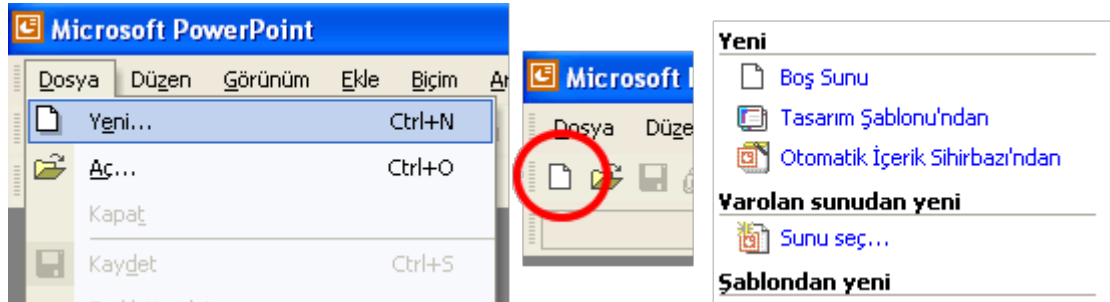 Microsoft PowerPoint
Dosya Düzen Görünüm Ekle Biçim
Yeni... Ctrl+N
Aç... Ctrl+O
Kapat
Kaydet Ctrl+S
Microsoft
Dosya Düze
Yeni
Boş Sunu
Tasarım Şablonu'ndan
Otomatik İçerik Sihirbazı'ndan
Varolan sunudan yeni
Sunu seç...
Şablondan yeni